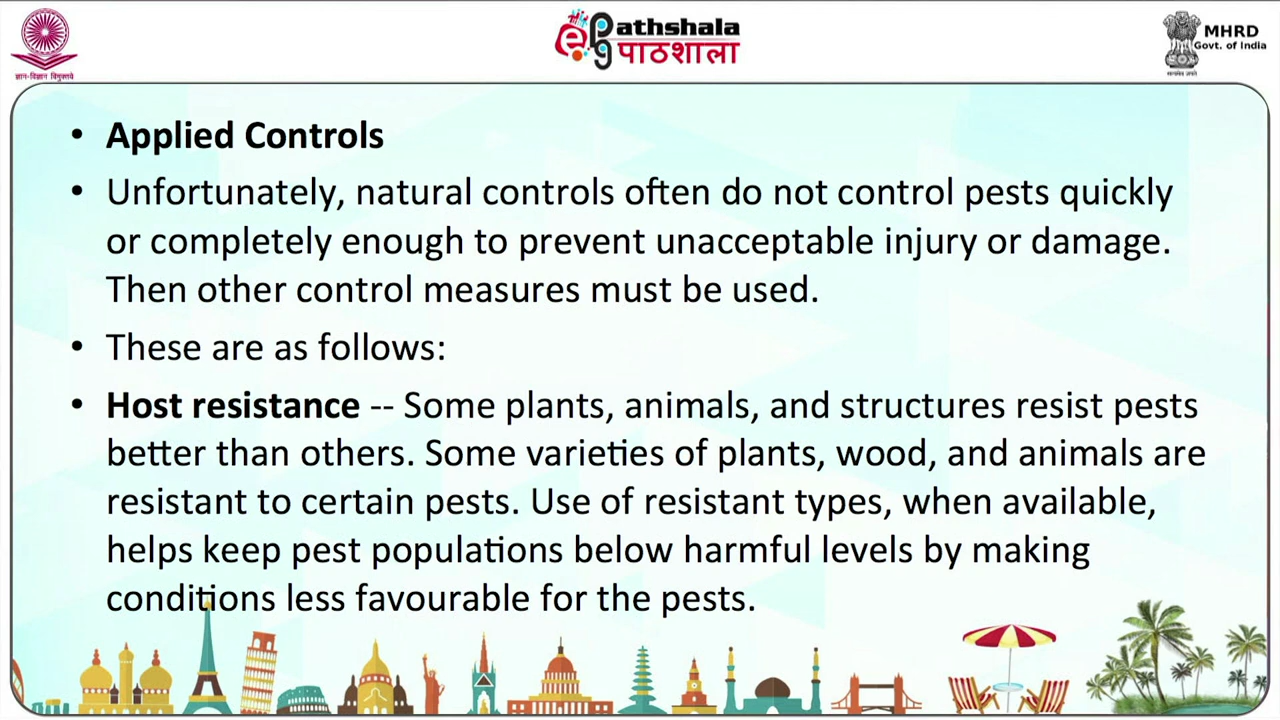 ज्ञान-विज्ञान विमुक्तये
ePathshala
पाठशाला
MHRD
Govt. of India
सत्यमेव जयते
• Applied Controls
• Unfortunately, natural controls often do not control pests quickly
or completely enough to prevent unacceptable injury or damage.
Then other control measures must be used.
• These are as follows:
• Host resistance -- Some plants, animals, and structures resist pests
better than others. Some varieties of plants, wood, and animals are
resistant to certain pests. Use of resistant types, when available,
helps keep pest populations below harmful levels by making
conditions less favourable for the pests.